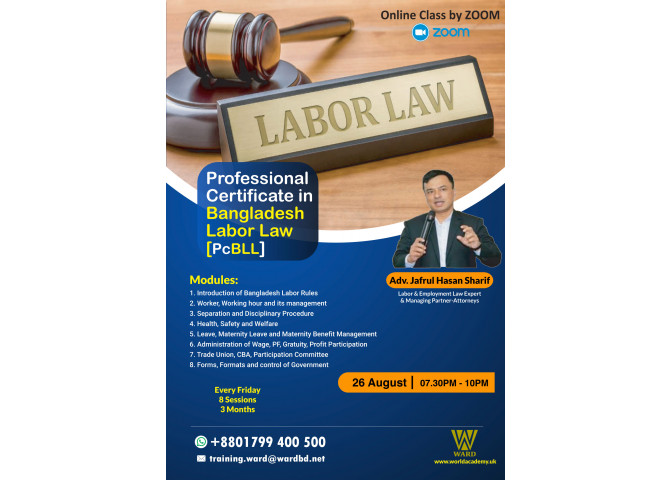 Online Class by ZOOM
zoom
LABOR LAW
Professional
Certificate in
Bangladesh
Labor Law
[PcBLL]
Adv. Jafrul Hasan Sharif
Labor & Employment Law Expert
& Managing Partner-Attorneys
Modules:
1. Introduction of Bangladesh Labor Rules
2. Worker, Working hour and its management
3. Separation and Disciplinary Procedure
4. Health, Safety and Welfare
5. Leave, Maternity Leave and Maternity Benefit Management
6. Administration of Wage, PF, Gratuity, Profit Participation
7. Trade Union, CBA, Participation Committee
8. Forms, Formats and control of Government
26 August | 07.30PM - 10PM
Every Friday
8 Sessions
3 Months
+8801799 400 500
training.ward@wardbd.net
W
WARD
www.worldacademy.uk